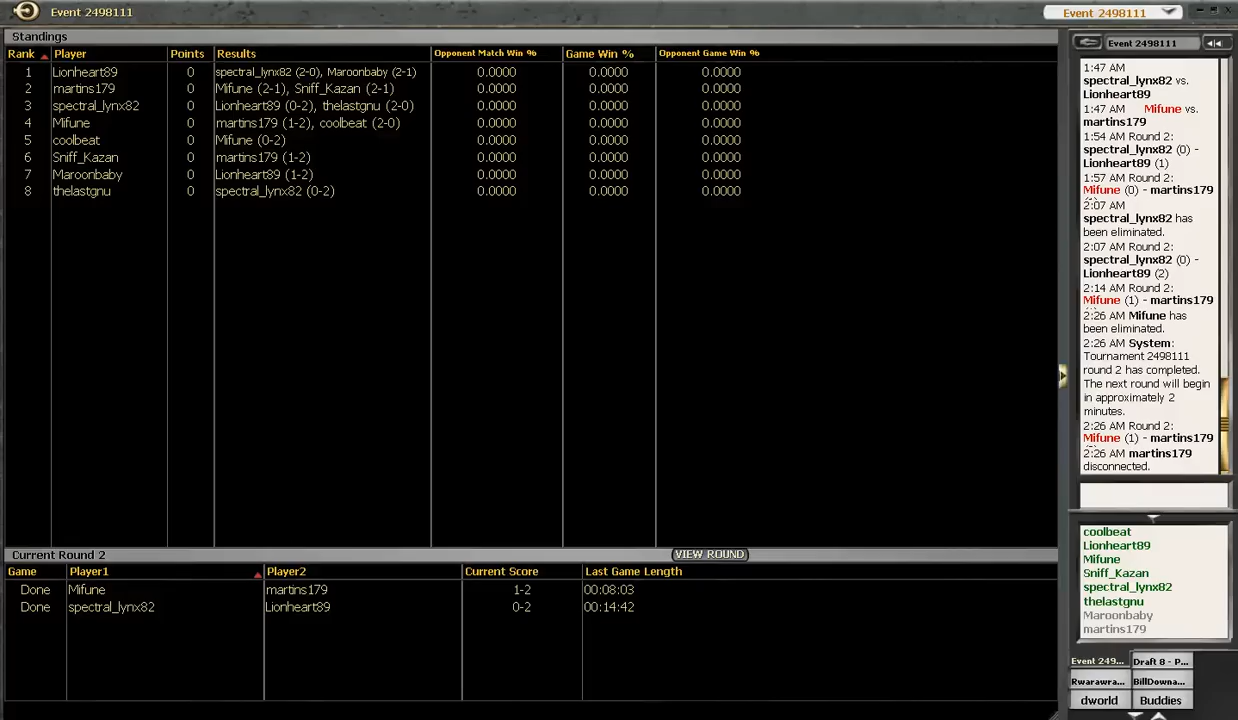 Event 2498111
Event 2498111
Standings
Rank Player Points Results Opponent Match Win % Game Win % Opponent Game Win %
1 Lionheart89 0 spectral_lynx82 (2-0), Maroonbaby (2-1) 0.0000 0.0000 0.0000
2 martins179 0 Mifune (2-1), Sniff_Kazan (2-1) 0.0000 0.0000 0.0000
3 spectral_lynx82 0 Lionheart89 (0-2), thelastgnu (2-0) 0.0000 0.0000 0.0000
4 Mifune 0 martins179 (1-2), coolbeat (2-0) 0.0000 0.0000 0.0000
5 coolbeat 0 Mifune (0-2) 0.0000 0.0000 0.0000
6 Sniff_Kazan 0 martins179 (1-2) 0.0000 0.0000 0.0000
7 Maroonbaby 0 Lionheart89 (1-2) 0.0000 0.0000 0.0000
8 thelastgnu 0 spectral_lynx82 (0-2) 0.0000 0.0000 0.0000
Current Round 2 VIEW ROUND
Game Player1 Player2 Current Score Last Game Length
Done Mifune martins179 1-2 00:08:03
Done spectral_lynx82 Lionheart89 0-2 00:14:42
Event 2498111
1:47 AM
spectral_lynx82 vs.
Lionheart89
1:47 AM Mifune vs.
martins179
1:54 AM Round 2:
spectral_lynx82 (0) -
Lionheart89 (1)
1:57 AM Round 2:
Mifune (0) - martins179
2:07 AM
spectral_lynx82 has
been eliminated.
2:07 AM Round 2:
spectral_lynx82 (0) -
Lionheart89 (2)
2:14 AM Round 2:
Mifune (1) - martins179
2:26 AM Mifune has
been eliminated.
2:26 AM System:
Tournament 2498111
round 2 has completed.
The next round will begin
in approximately 2
minutes.
2:26 AM Round 2:
Mifune (1) - martins179
2:26 AM martins179
disconnected.
coolbeat
Lionheart89
Mifune
Sniff_Kazan
spectral_lynx82
thelastgnu
Maroonbaby
martins179
Event 249... Draft 8 - P...
Rwarawra... BillDowna...
dworld Buddies